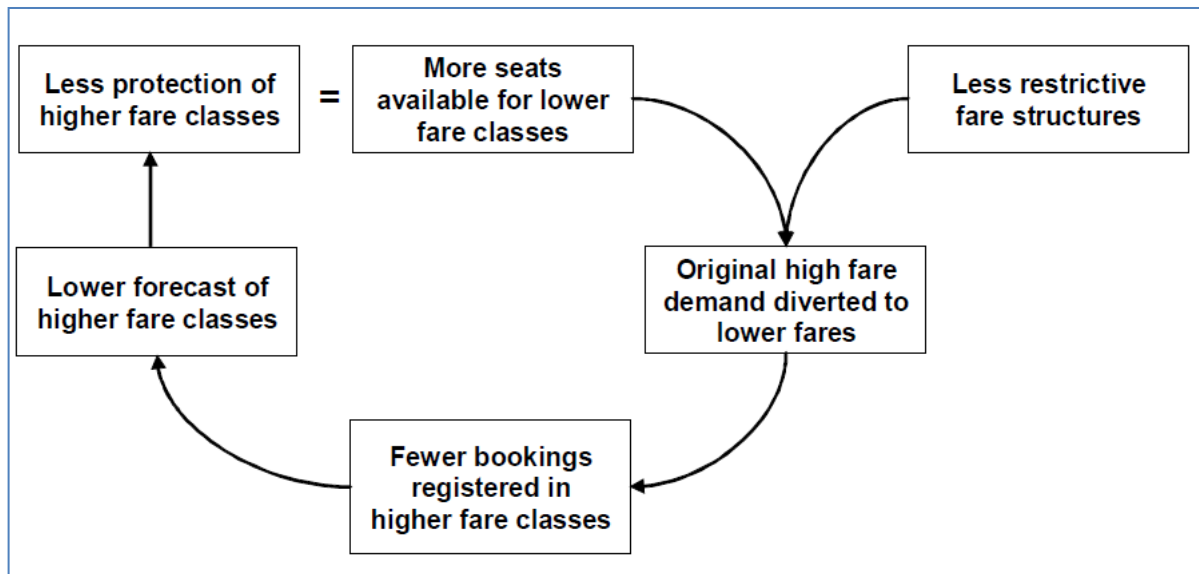 Less protection of
higher fare classes
=
More seats
available for lower
fare classes
Less restrictive
fare structures
Original high fare
demand diverted to
lower fares
Lower forecast of
higher fare classes
Fewer bookings
registered in
higher fare classes